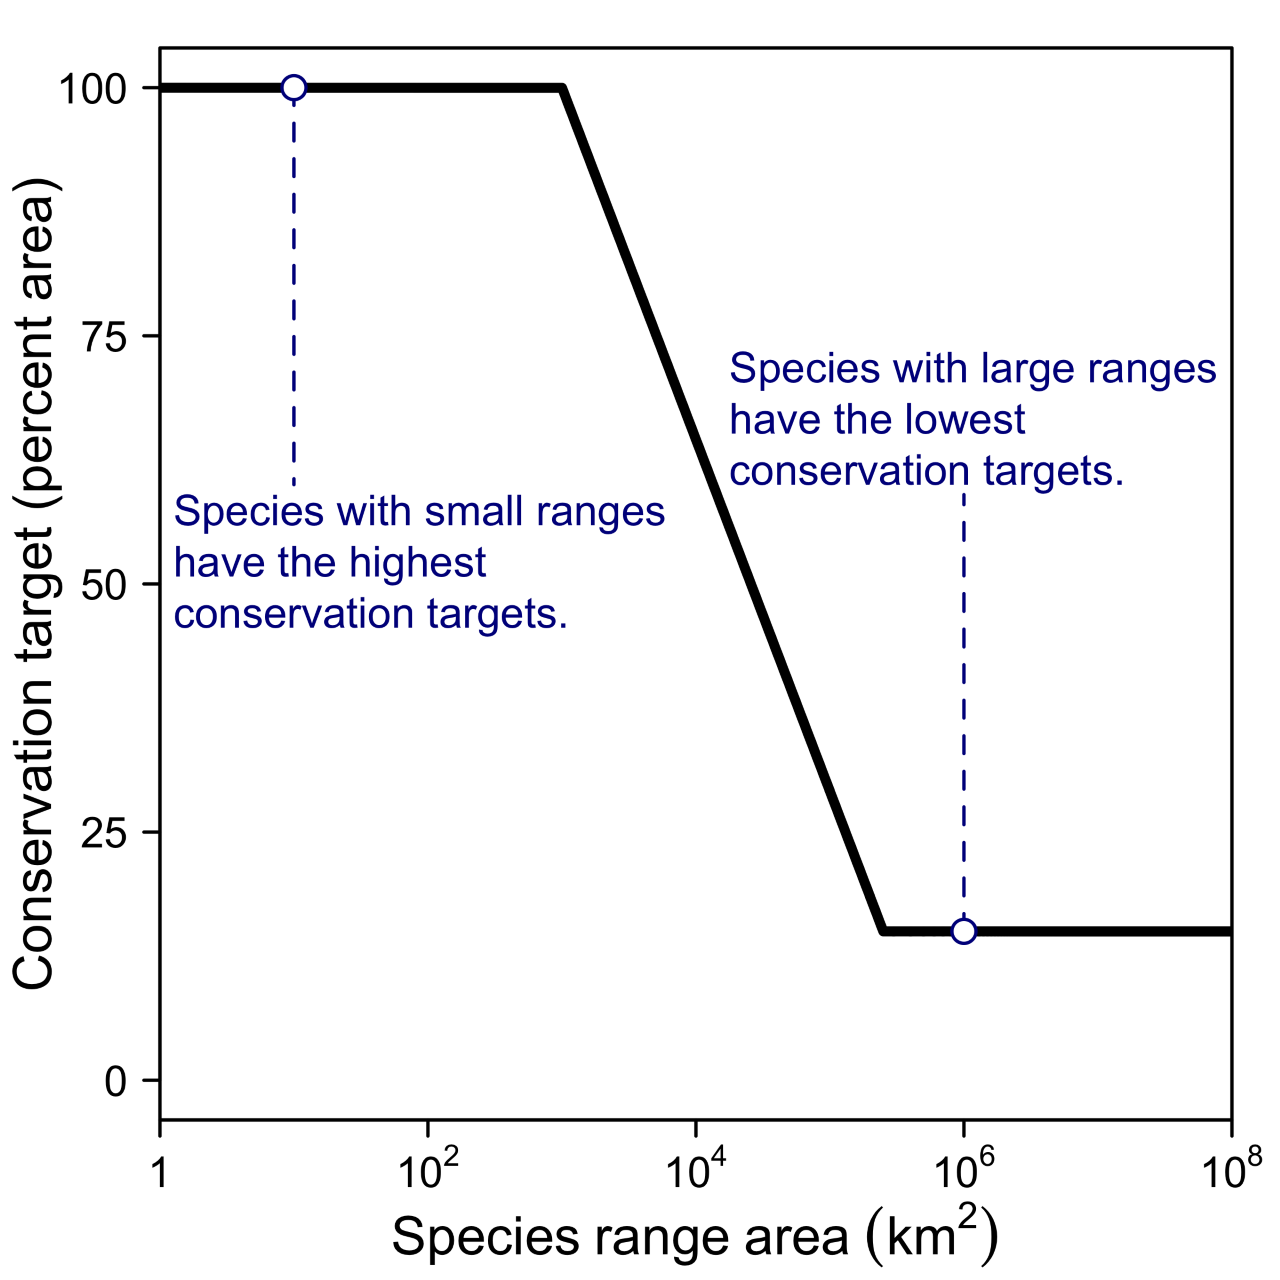 Conservation target (percent area)
100
75
50
25
0
Species with small ranges
have the highest
conservation targets.
Species with large ranges
have the lowest
conservation targets.
1
10²
10⁴
10⁶
10⁸
Species range area (km²)